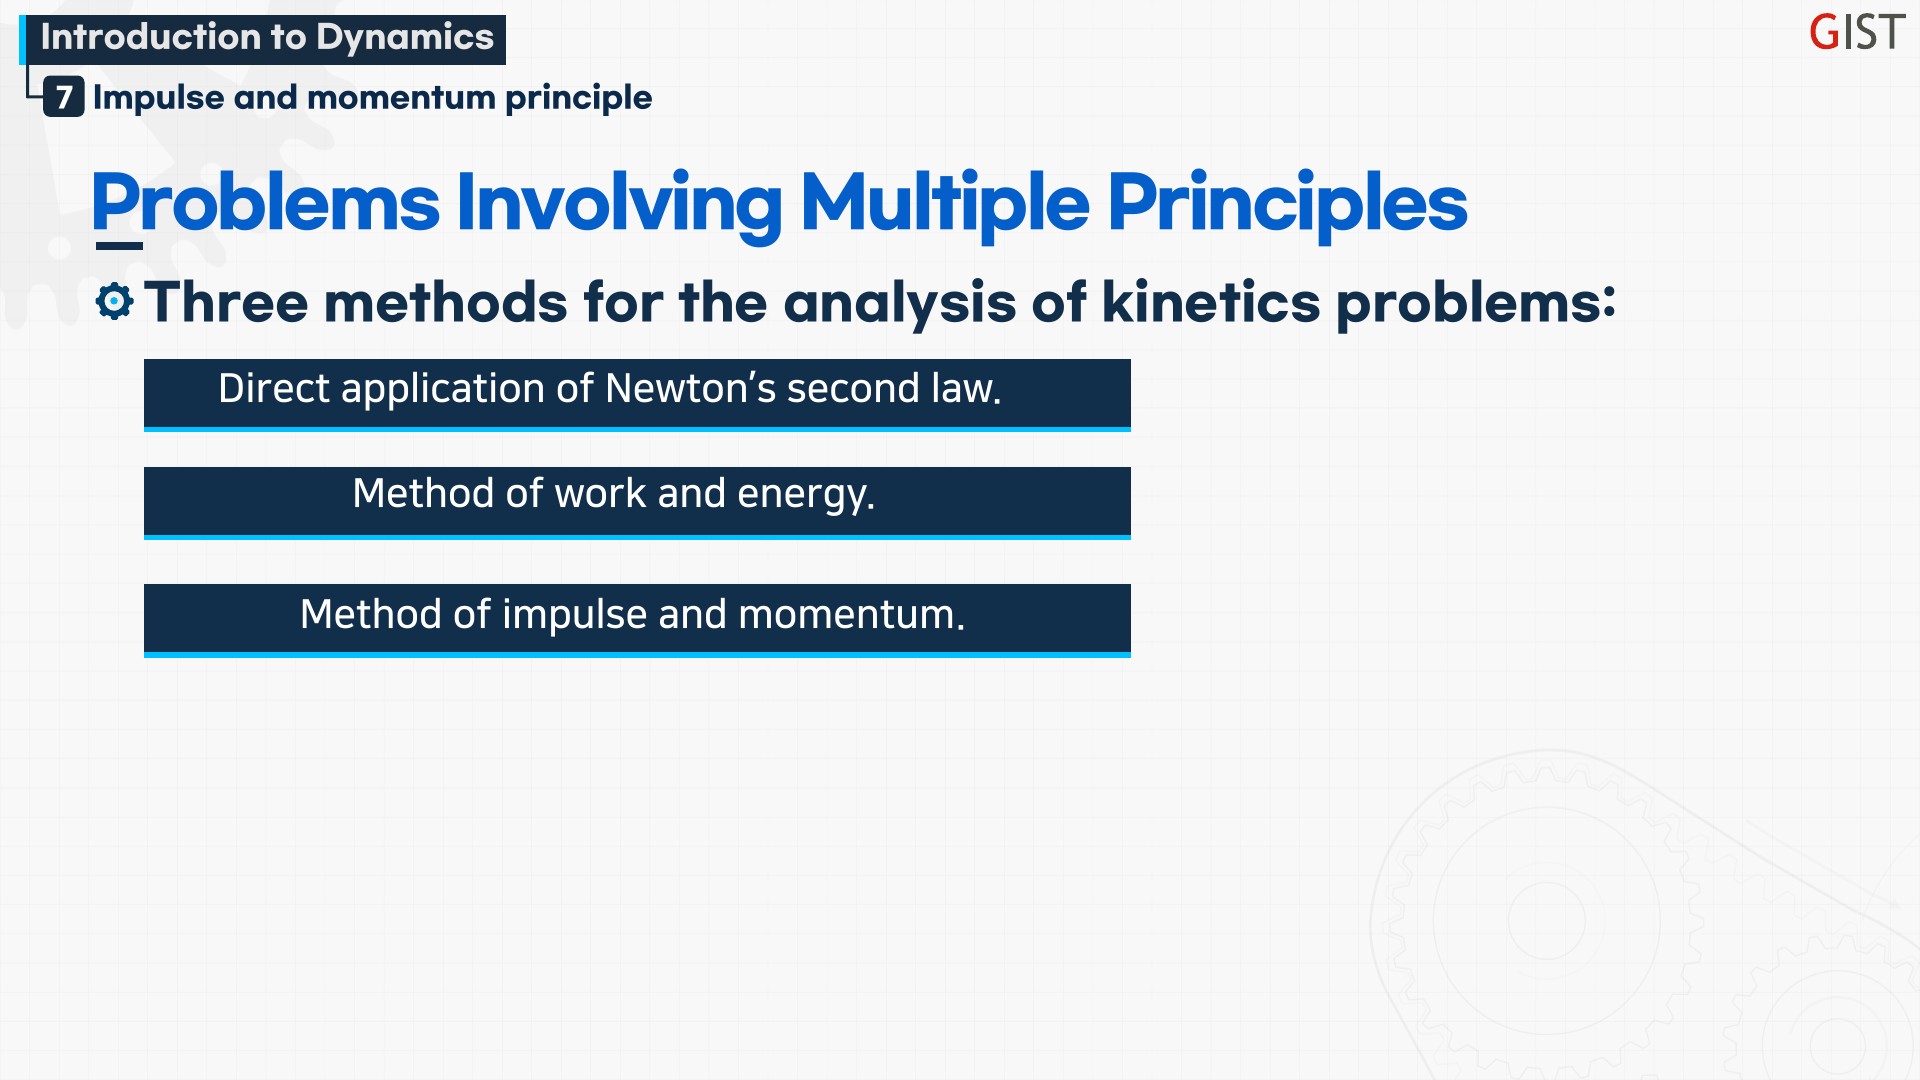 Introduction to Dynamics
GIST
7 Impulse and momentum principle
Problems Involving Multiple Principles
Three methods for the analysis of kinetics problems:
Direct application of Newton’s second law.
Method of work and energy.
Method of impulse and momentum.